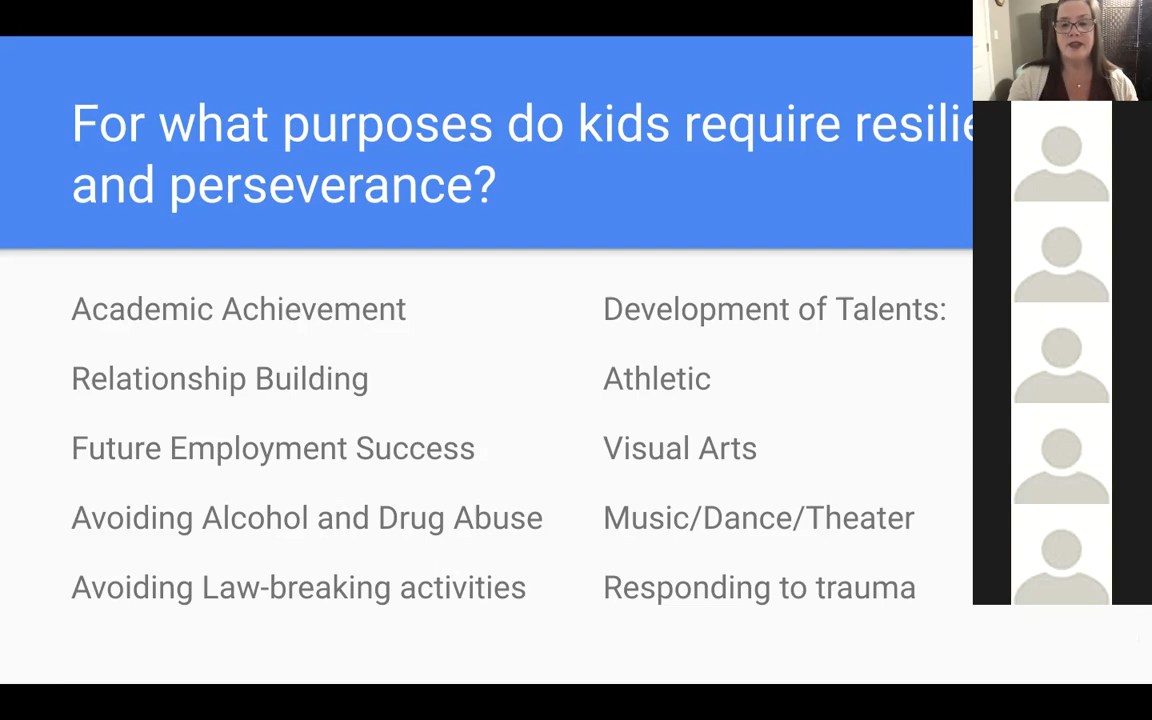 For what purposes do kids require
and perseverance?
Academic Achievement
Relationship Building
Future Employment Success
Avoiding Alcohol and Drug Abuse
Avoiding Law-breaking activities
Development of Talents:
Athletic
Visual Arts
Music/Dance/Theater
Responding to trauma